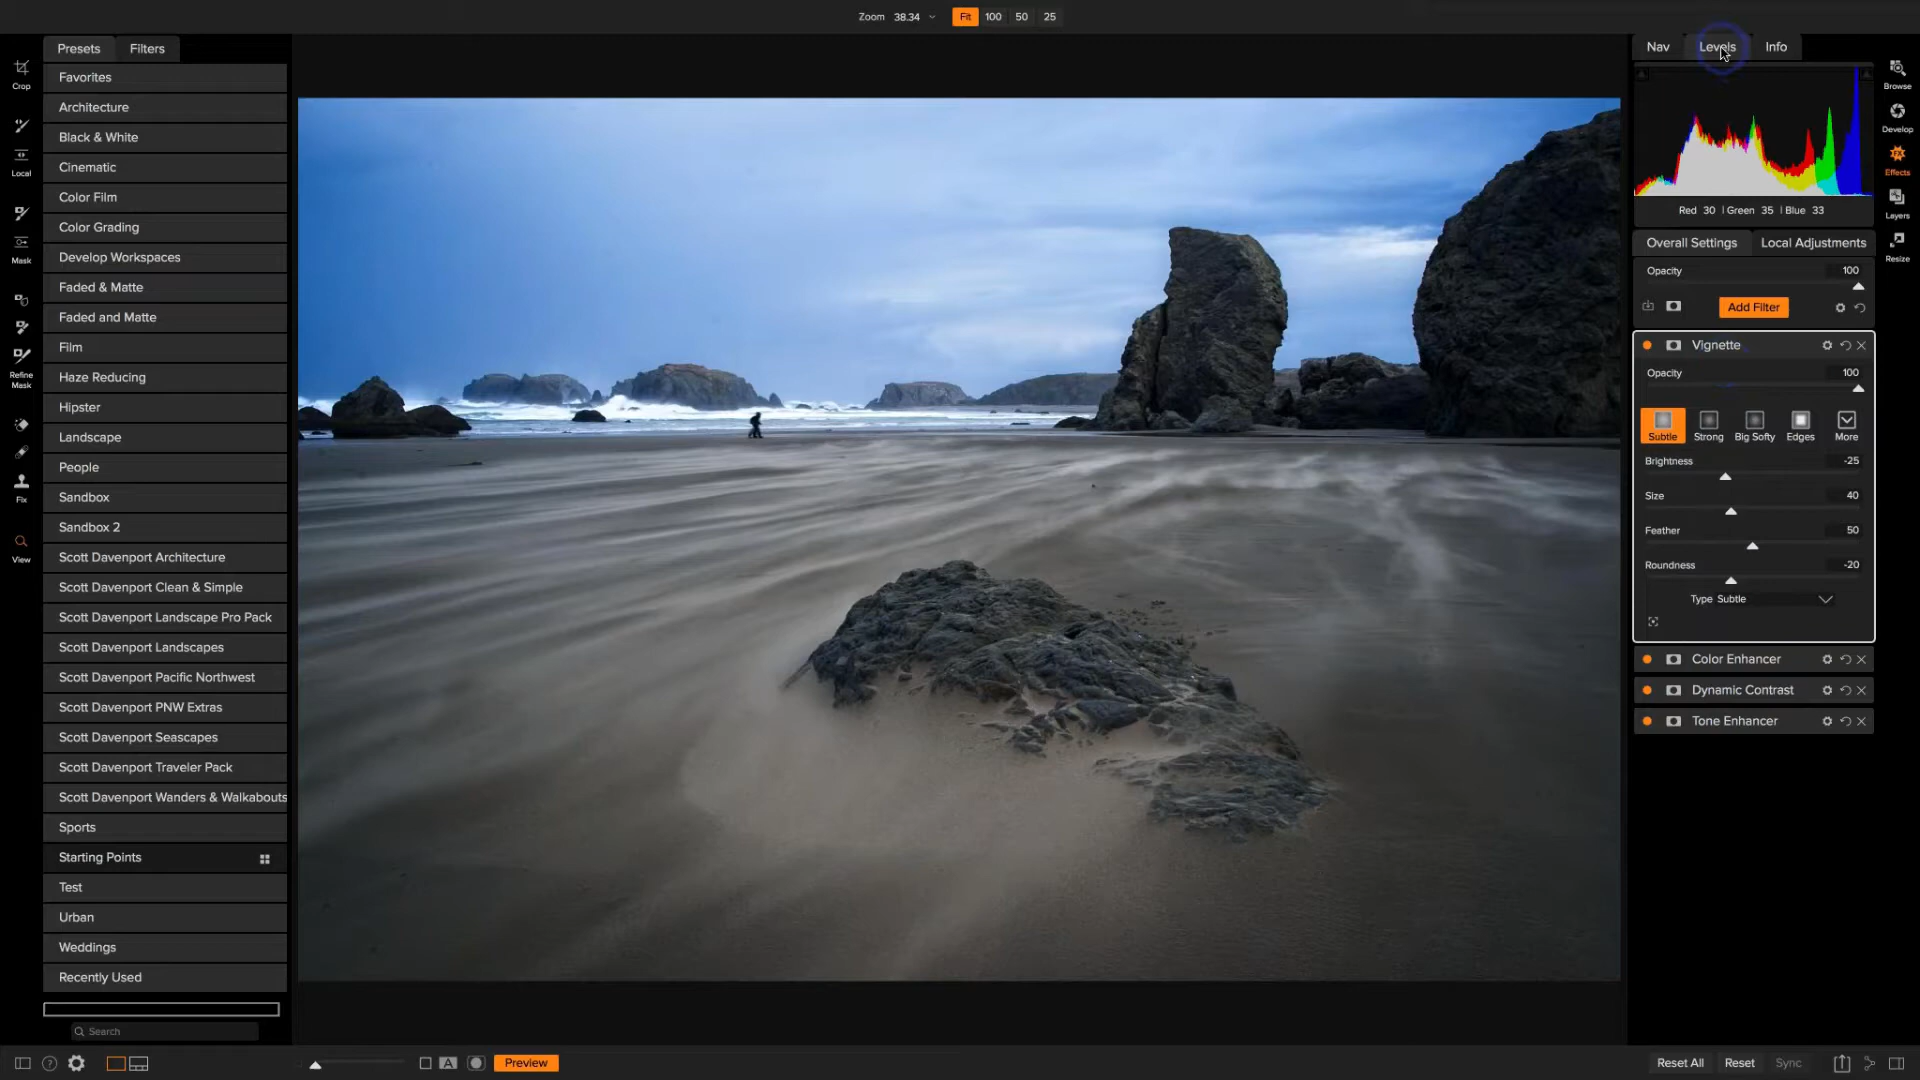 Zoom 38.34 Fit 100 50 25
Presets Filters
Nav Levels Info
Crop
Local
Mask
Refine
Mask
Fix
View
Favorites
Architecture
Black & White
Cinematic
Color Film
Color Grading
Develop Workspaces
Faded & Matte
Faded and Matte
Film
Haze Reducing
Hipster
Landscape
People
Sandbox
Sandbox 2
Scott Davenport Architecture
Scott Davenport Clean & Simple
Scott Davenport Landscape Pro Pack
Scott Davenport Landscapes
Scott Davenport Pacific Northwest
Scott Davenport PNW Extras
Scott Davenport Seascapes
Scott Davenport Traveler Pack
Scott Davenport Wanders & Walkabouts
Sports
Starting Points
Test
Urban
Weddings
Recently Used
Search
Red 30 | Green 35 | Blue 33
Overall Settings Local Adjustments
Opacity 100
Add Filter
Vignette
Opacity 100
Subtle Strong Big Softy Edges More
Brightness -25
Size 40
Feather 50
Roundness -20
Type Subtle
Color Enhancer
Dynamic Contrast
Tone Enhancer
Browse
Develop
FX
Effects
Layers
Resize
? A Preview
Reset All Reset Sync